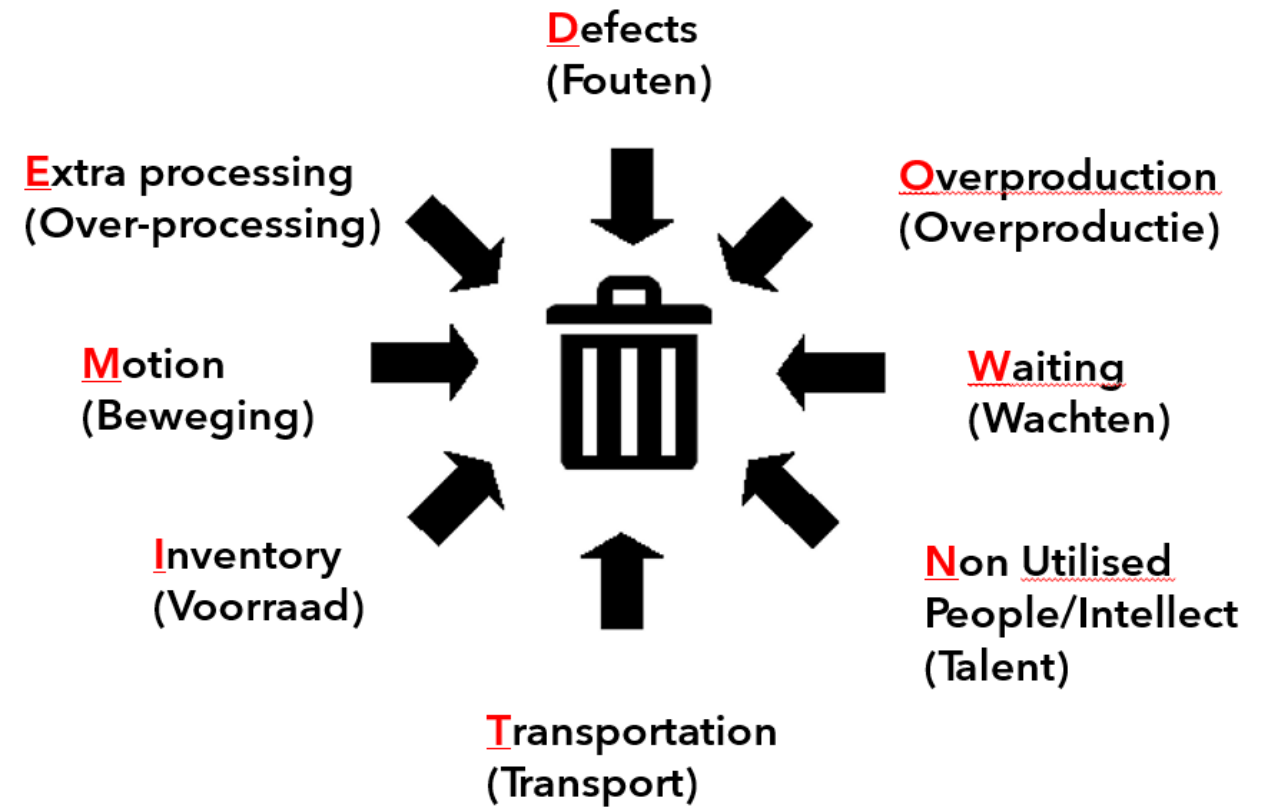 Defects
(Fouten)
Extra processing
(Over-processing)
Overproduction
(Overproductie)
Motion
(Beweging)
Waiting
(Wachten)
Inventory
(Voorraad)
Non Utilised
People/Intellect
(Talent)
Transportation
(Transport)